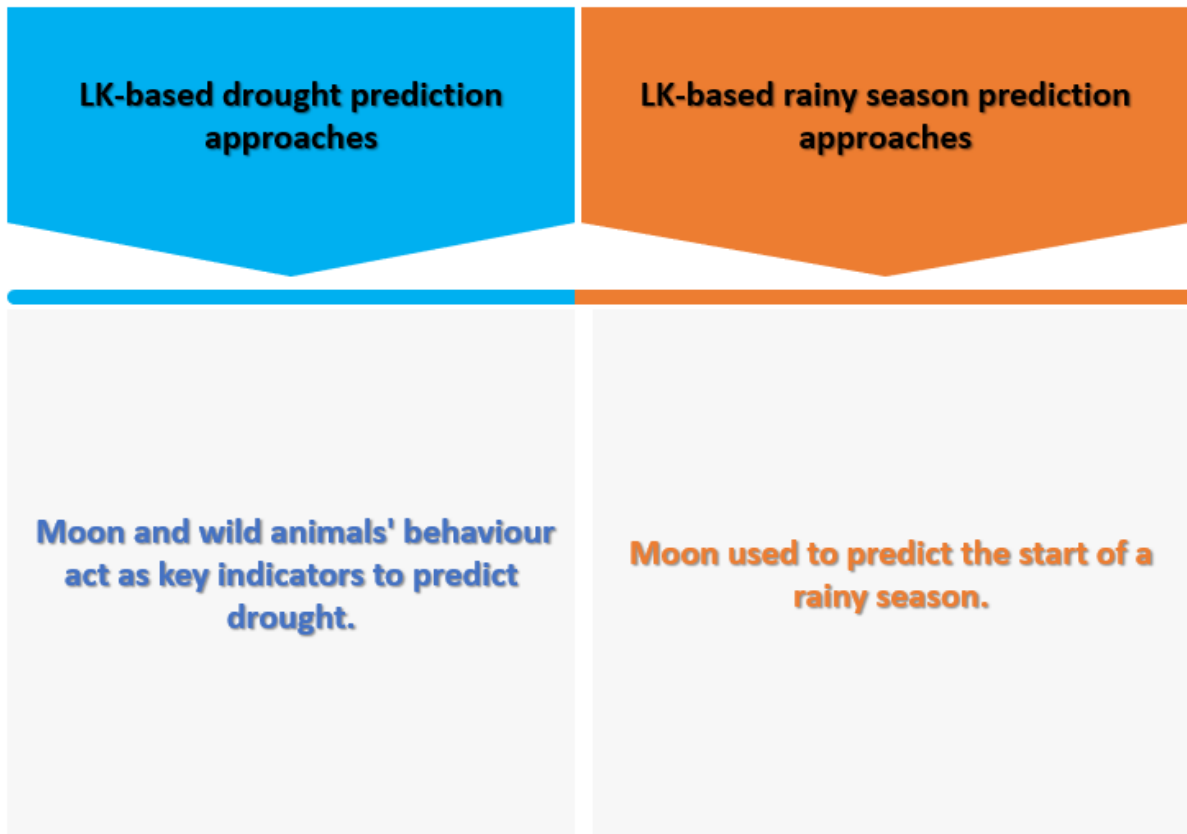 LK-based drought prediction
approaches
LK-based rainy season prediction
approaches
Moon and wild animals' behaviour
act as key indicators to predict
drought.
Moon used to predict the start of a
rainy season.